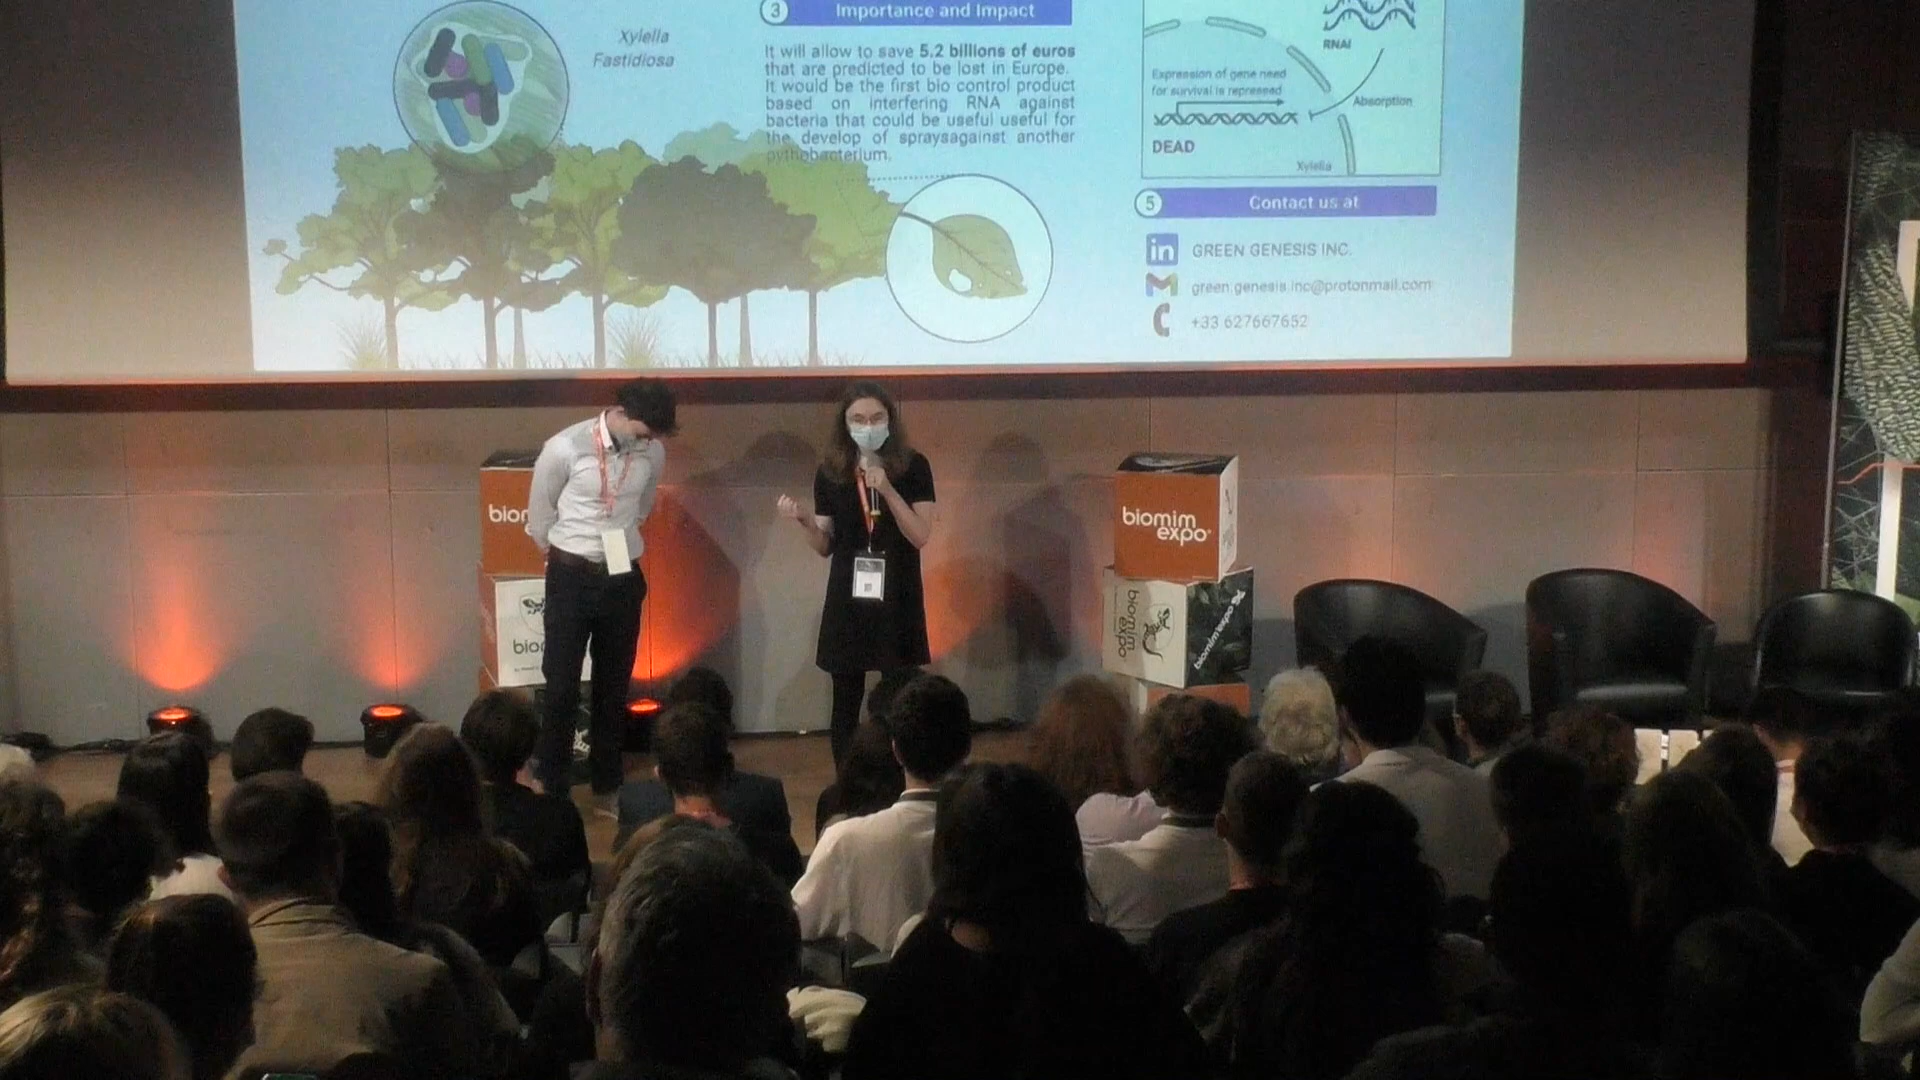 Xylella
Fastidiosa
3
Importance and Impact
It will allow to save 5.2 billions of euros
that are predicted to be lost in Europe.
It would be the first bio control product
based on interfering RNA against
bacteria that could be useful useful for
the develop of spraysagainst another
pythobacterium.
RNAi
Expression of gene need
for survival is repressed
Absorption
DEAD
Xylella
5
Contact us at
in
GREEN GENESIS INC.
green.genesis.inc@protonmail.com
+33 627667652
biomim
expo
biomim
expo
biomim'expo